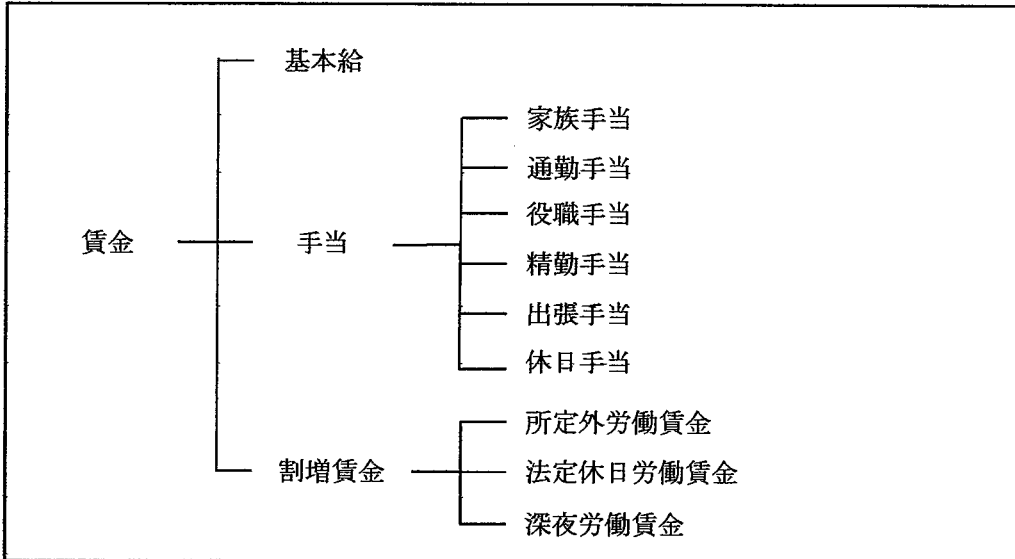 基本給
家族手当
通勤手当
役職手当
賃金
手当
精勤手当
出張手当
休日手当
所定外労働賃金
割増賃金
法定休日労働賃金
深夜労働賃金